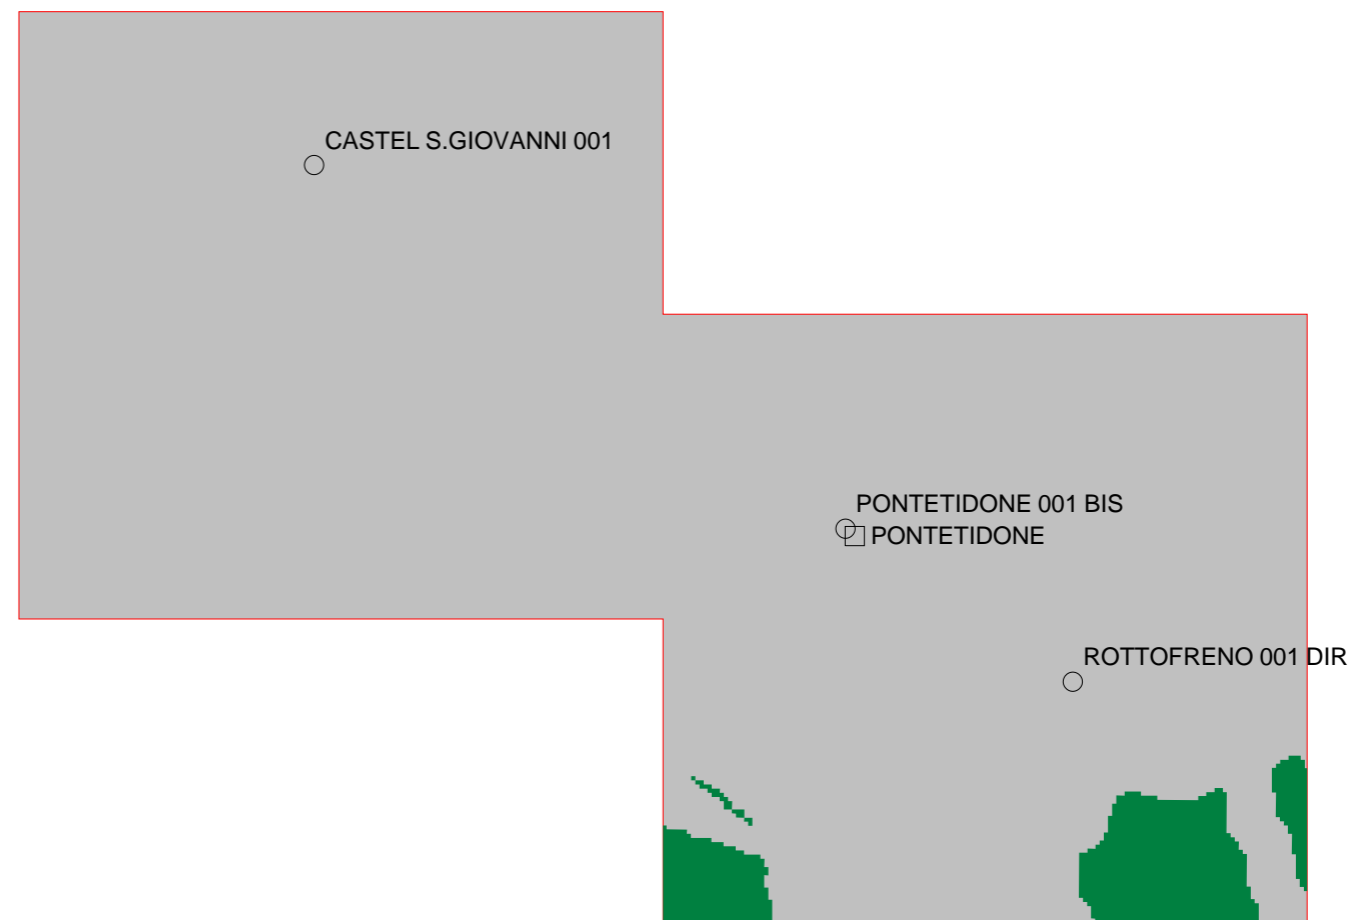 CASTEL S.GIOVANNI 001
PONTETIDONE 001 BIS
PONTETIDONE
ROTTOFRENO 001 DIR